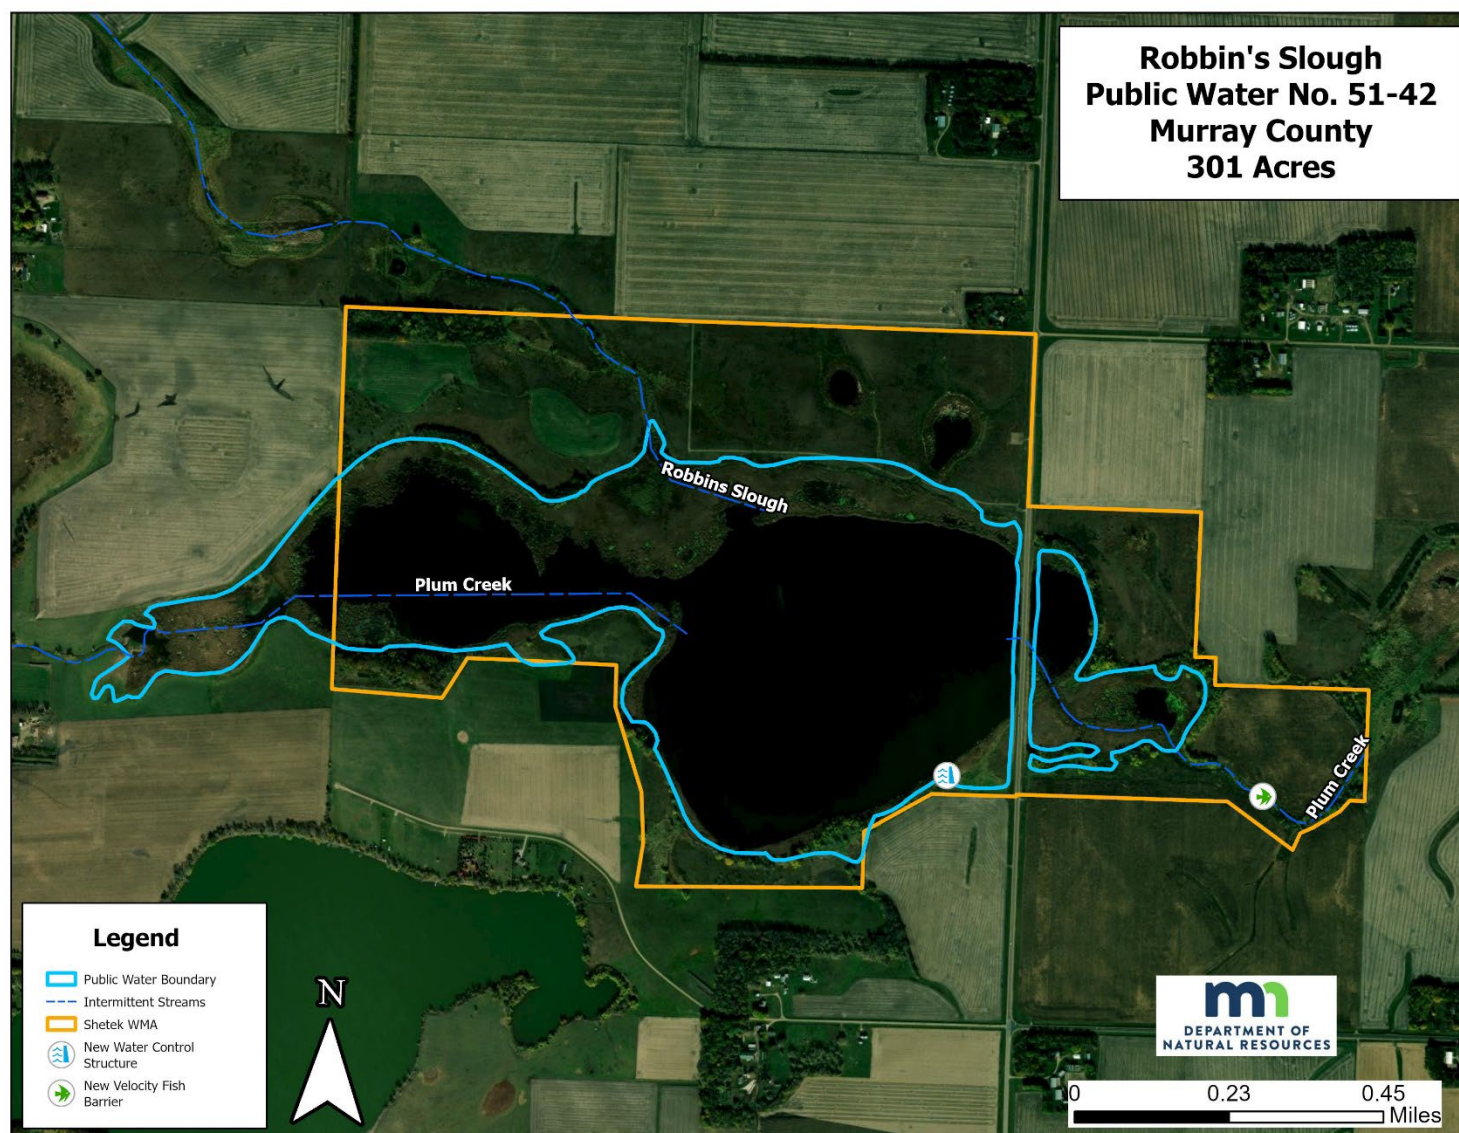 Robbin's Slough
Public Water No. 51-42
Murray County
301 Acres
Robbins Slough
Plum Creek
Plum Creek
Legend
Public Water Boundary
Intermittent Streams
Shetek WMA
New Water Control
Structure
New Velocity Fish
Barrier
N
mn
DEPARTMENT OF
NATURAL RESOURCES
0 0.23 0.45
Miles